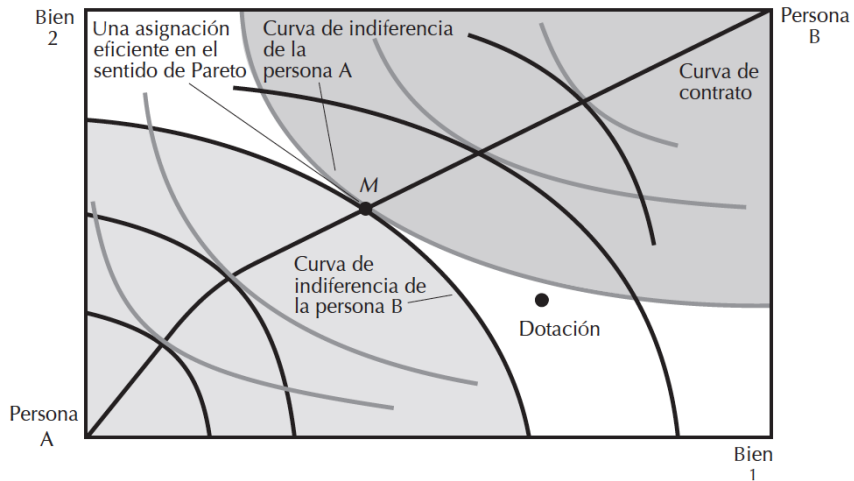 Bien
2
Una asignación
eficiente en el
sentido de Pareto
Curva de indiferencia
de la
persona A
Persona
B
Curva de
contrato
M
Curva de
indiferencia de
la persona B
Dotación
Persona
A
Bien
1